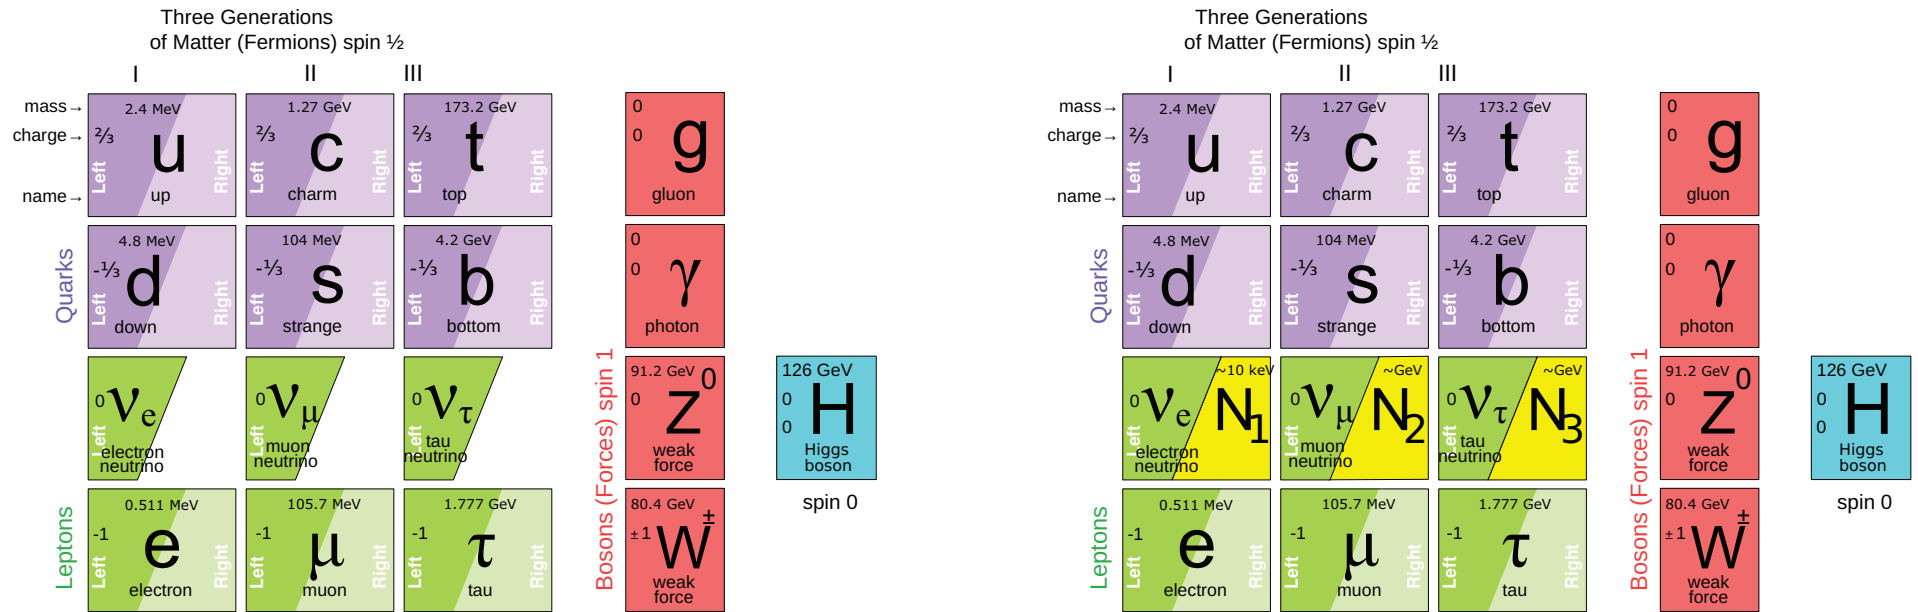 Three Generations
of Matter (Fermions) spin ½
I II III
mass→
charge→
name→
2.4 MeV
⅔
u
Left
Right
up
1.27 GeV
⅔
c
Left
Right
charm
173.2 GeV
⅔
t
Left
Right
top
Quarks
4.8 MeV
-⅓
d
Left
Right
down
104 MeV
-⅓
s
Left
Right
strange
4.2 GeV
-⅓
b
Left
Right
bottom
0
νe
Left
electron
neutrino
0
νμ
Left
muon
neutrino
0
ντ
Left
tau
neutrino
Leptons
0.511 MeV
-1
e
Left
Right
electron
105.7 MeV
-1
μ
Left
Right
muon
1.777 GeV
-1
τ
Left
Right
tau
Bosons (Forces) spin 1
0
0
g
gluon
0
0
γ
photon
91.2 GeV
0
Z0
weak
force
80.4 GeV
±1
W±
weak
force
126 GeV
0
0
H
Higgs
boson
spin 0
Three Generations
of Matter (Fermions) spin ½
I II III
mass→
charge→
name→
2.4 MeV
⅔
u
Left
Right
up
1.27 GeV
⅔
c
Left
Right
charm
173.2 GeV
⅔
t
Left
Right
top
Quarks
4.8 MeV
-⅓
d
Left
Right
down
104 MeV
-⅓
s
Left
Right
strange
4.2 GeV
-⅓
b
Left
Right
bottom
0
νe
Left
electron
neutrino
~10 keV
N1
0
νμ
Left
muon
neutrino
~GeV
N2
0
ντ
Left
tau
neutrino
~GeV
N3
Leptons
0.511 MeV
-1
e
Left
Right
electron
105.7 MeV
-1
μ
Left
Right
muon
1.777 GeV
-1
τ
Left
Right
tau
Bosons (Forces) spin 1
0
0
g
gluon
0
0
γ
photon
91.2 GeV
0
Z0
weak
force
80.4 GeV
±1
W±
weak
force
126 GeV
0
0
H
Higgs
boson
spin 0